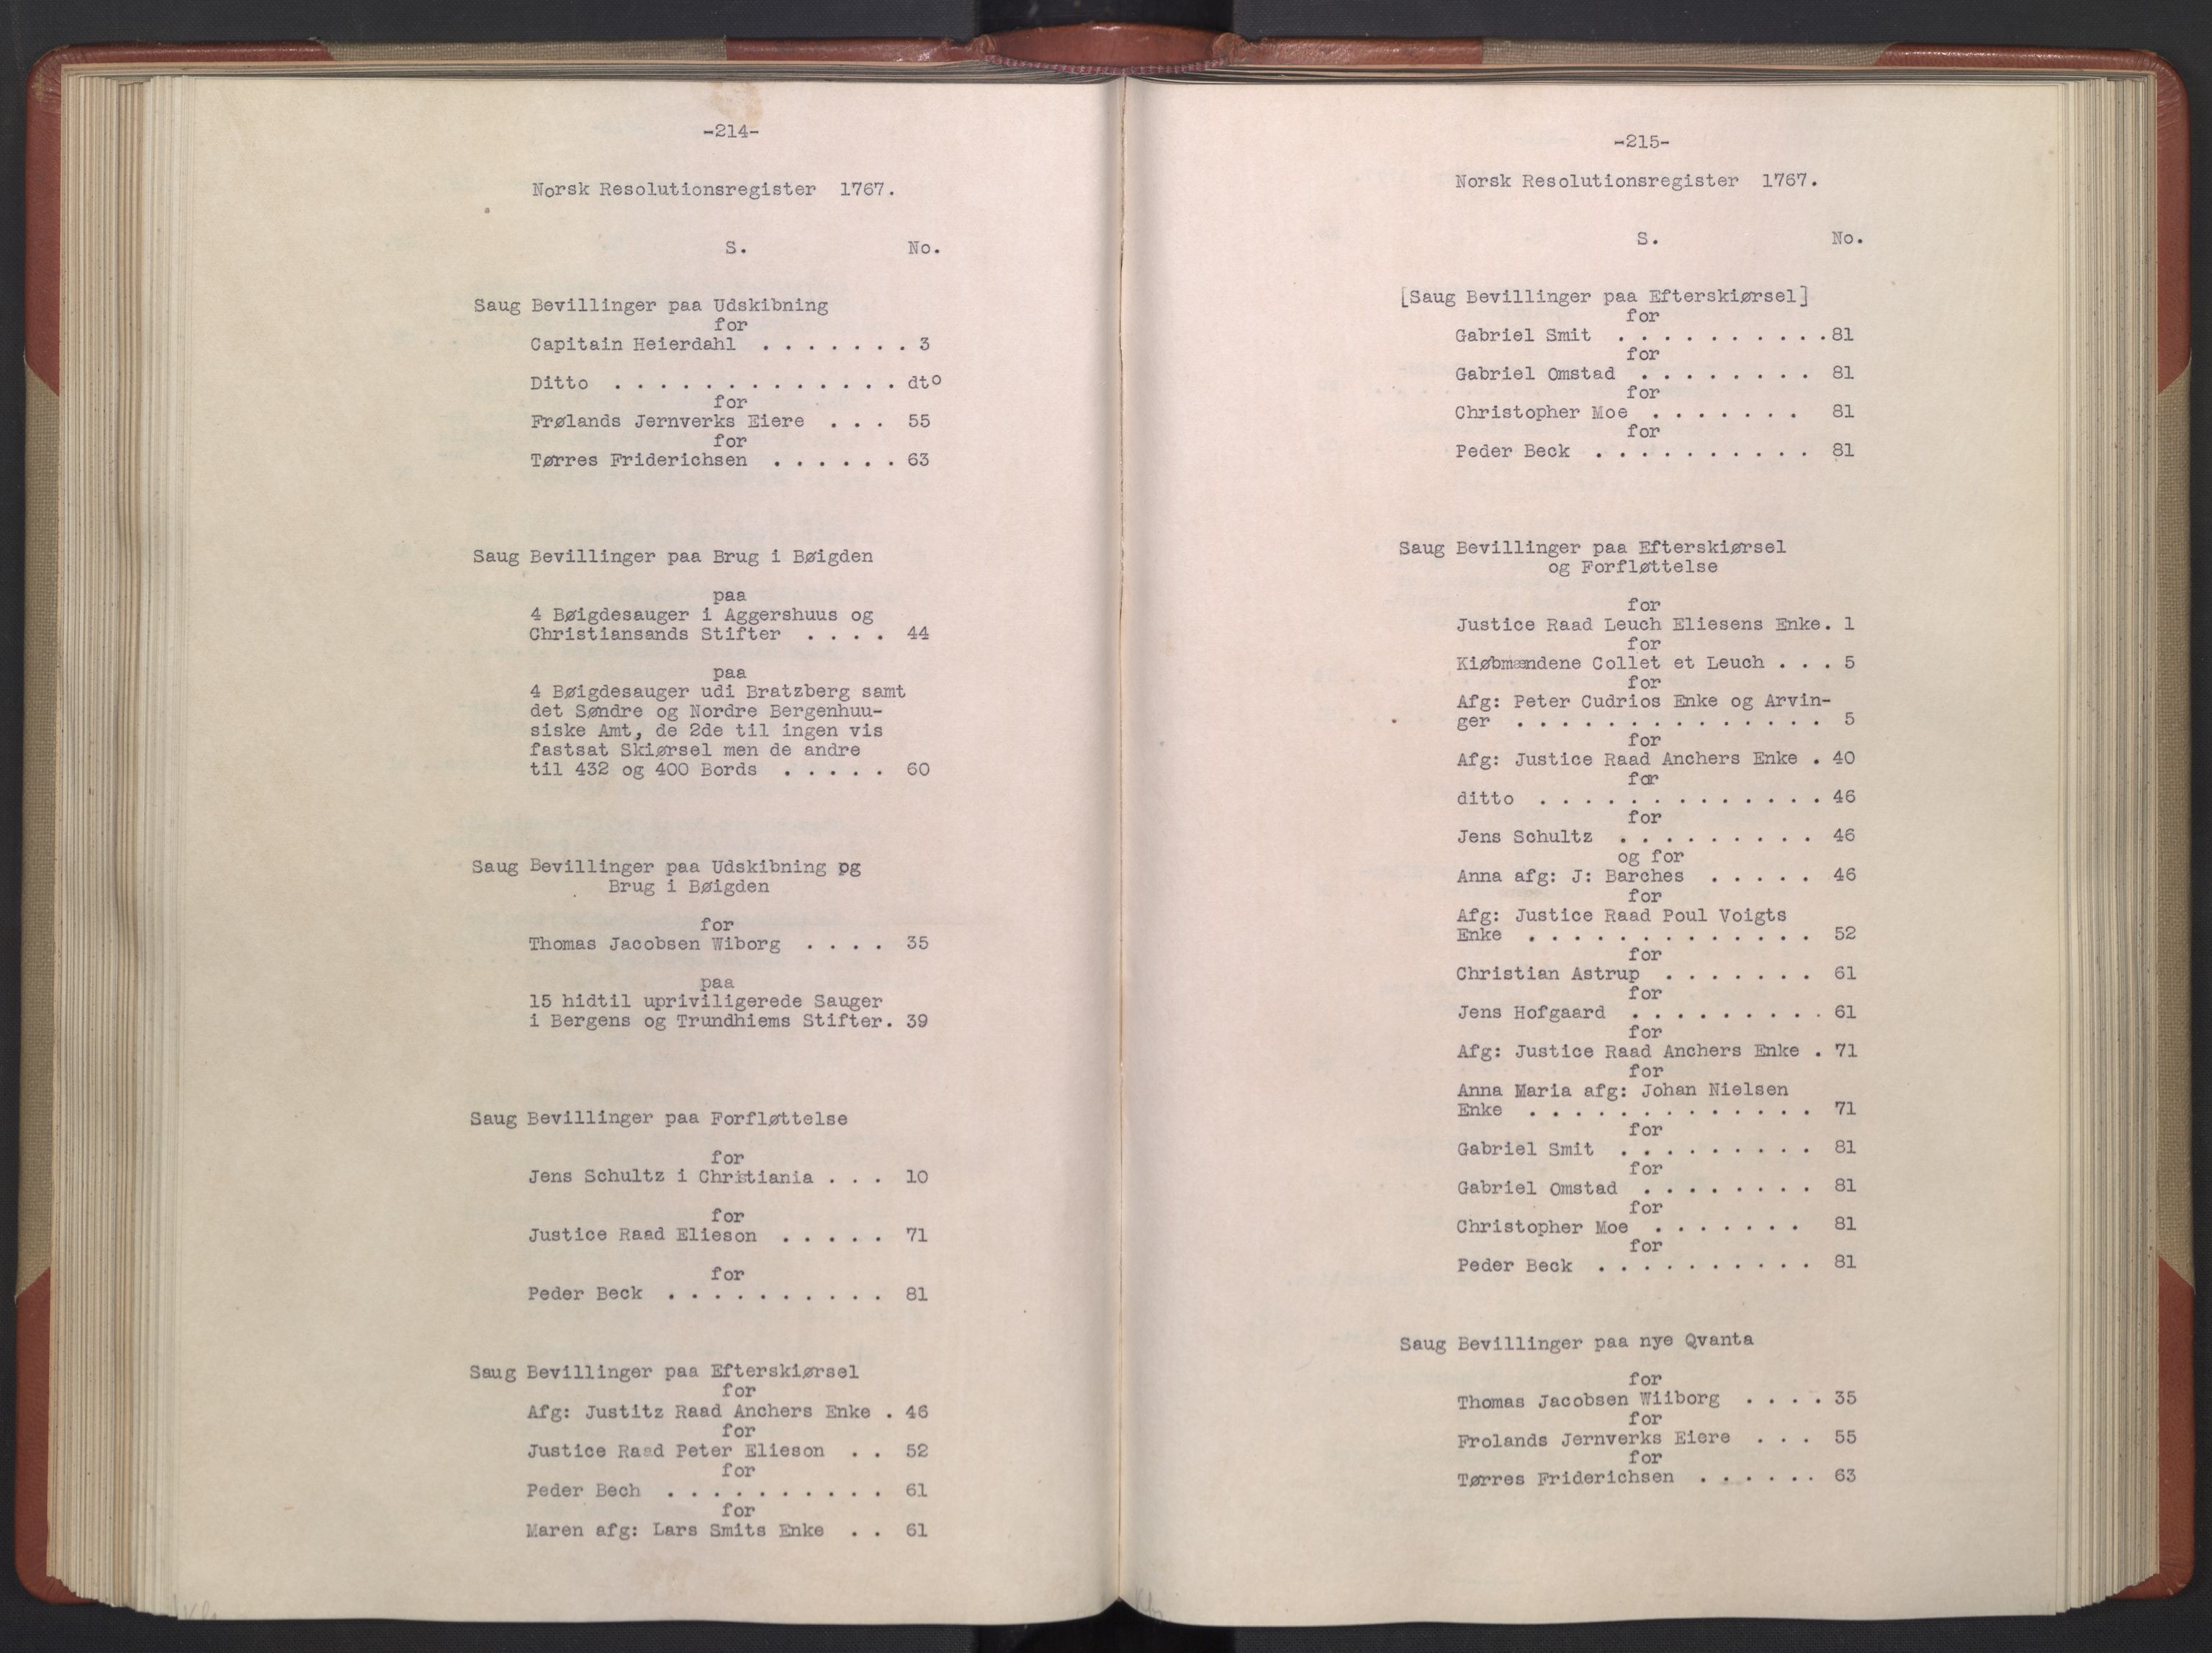 -214-
Norsk Resolutionsregister 1767.
S. No.
Saug Bevillinger paa Udskibning
for
Capitain Heierdahl . . . . . . . 3
Ditto . . . . . . . . . . . . . dto
for
Frølands Jernverks Eiere . . . 55
for
Tørres Friderichsen . . . . . . 63
Saug Bevillinger paa Brug i Bøigden
paa
4 Bøigdesauger i Aggershuus og
Christiansands Stifter . . . . 44
paa
4 Bøigdesauger udi Bratzberg samt
det Søndre og Nordre Bergenhuu-
siske Amt, de 2de til ingen vis
fastsat Skiørsel men de andre
til 432 og 400 Bords . . . . . 60
Saug Bevillinger paa Udskibning pg
Brug i Bøigden
for
Thomas Jacobsen Wiborg . . . . 35
paa
15 hidtil upriviligerede Sauger
i Bergens og Trundhiems Stifter. 39
Saug Bevillinger paa Forfløttelse
for
Jens Schultz i Christiania . . . 10
for
Justice Raad Elieson . . . . . 71
for
Peder Beck . . . . . . . . . . 81
Saug Bevillinger paa Efterskiørsel
for
Afg: Justitz Raad Anchers Enke . 46
for
Justice Raad Peter Elieson . . 52
for
Peder Bech . . . . . . . . . . 61
for
Maren afg: Lars Smits Enke . . 61
-215-
Norsk Resolutionsregister 1767.
S. No.
[Saug Bevillinger paa Efterskiørsel]
for
Gabriel Smit . . . . . . . . . .81
for
Gabriel Omstad . . . . . . . . 81
for
Christopher Moe . . . . . . . 81
for
Peder Beck . . . . . . . . . . 81
Saug Bevillinger paa Efterskiørsel
og Forfløttelse
for
Justice Raad Leuch Eliesens Enke. 1
for
Kiøbmændene Collet et Leuch . . . 5
for
Afg: Peter Cudrios Enke og Arvin-
ger . . . . . . . . . . . . . . 5
for
Afg: Justice Raad Anchers Enke . 40
for
ditto . . . . . . . . . . . . . 46
for
Jens Schultz . . . . . . . . . 46
og for
Anna afg: J: Barches . . . . . 46
for
Afg: Justice Raad Poul Voigts
Enke . . . . . . . . . . . . . 52
for
Christian Astrup . . . . . . . 61
for
Jens Hofgaard . . . . . . . . . 61
for
Afg: Justice Raad Anchers Enke . 71
for
Anna Maria afg: Johan Nielsen
Enke . . . . . . . . . . . . . 71
for
Gabriel Smit . . . . . . . . . 81
for
Gabriel Omstad . . . . . . . . 81
for
Christopher Moe . . . . . . . 81
for
Peder Beck . . . . . . . . . . 81
Saug Bevillinger paa nye Qvanta
for
Thomas Jacobsen Wiiborg . . . . 35
for
Frolands Jernverks Eiere . . . 55
for
Tørres Friderichsen . . . . . . 63